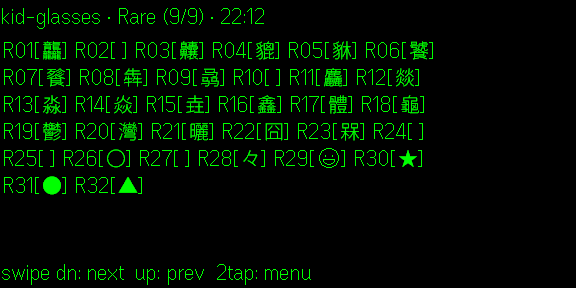 kid-glasses · Rare (9/9) · 22:12
R01[龘] R02[ ] R03[麤] R04[貔] R05[貅] R06[饕]
R07[餮] R08[犇] R09[骉] R10[ ] R11[麤] R12[燚]
R13[淼] R14[焱] R15[垚] R16[鑫] R17[體] R18[龜]
R19[鬱] R20[灣] R21[曬] R22[囧] R23[槑] R24[ ]
R25[ ] R26[〇] R27[ ] R28[々] R29[☺] R30[★]
R31[●] R32[▲]
swipe dn: next up: prev 2tap: menu